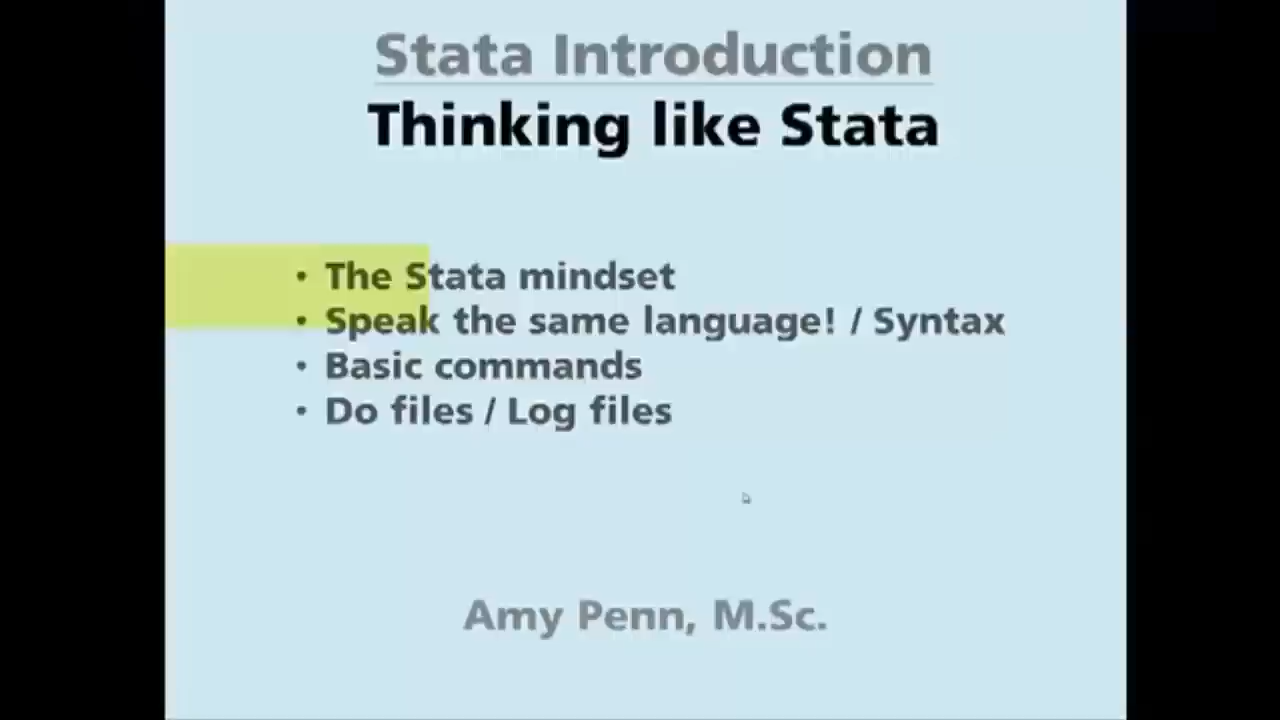 Stata Introduction
Thinking like Stata
• The Stata mindset
• Speak the same language! / Syntax
• Basic commands
• Do files / Log files
Amy Penn, M.Sc.